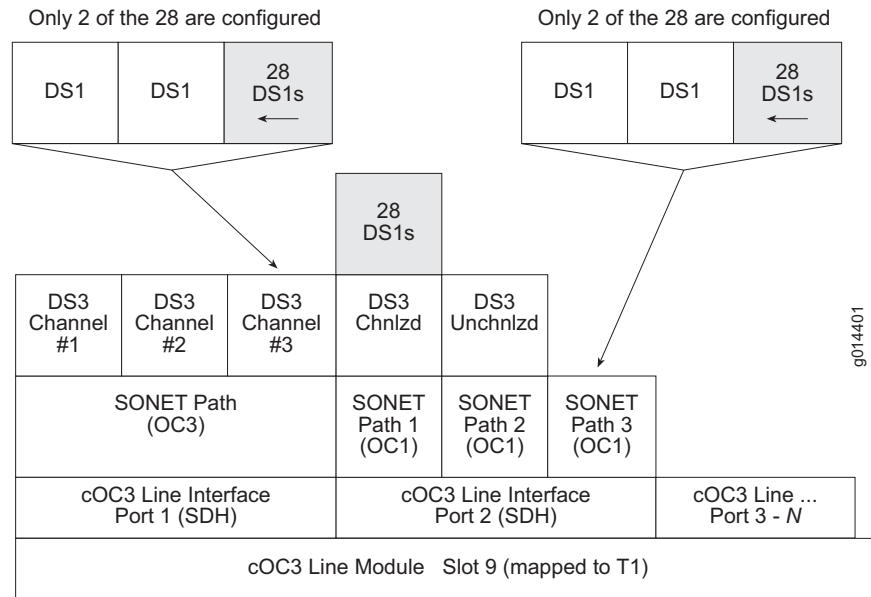 Only 2 of the 28 are configured
Only 2 of the 28 are configured
DS1
DS1
28
DS1s
DS1
DS1
28
DS1s
28
DS1s
DS3
Channel
#1
DS3
Channel
#2
DS3
Channel
#3
DS3
Chnlzd
DS3
Unchnlzd
SONET Path
(OC3)
SONET
Path 1
(OC1)
SONET
Path 2
(OC1)
SONET
Path 3
(OC1)
cOC3 Line Interface
Port 1 (SDH)
cOC3 Line Interface
Port 2 (SDH)
cOC3 Line ...
Port 3 - N
cOC3 Line Module Slot 9 (mapped to T1)
g014401